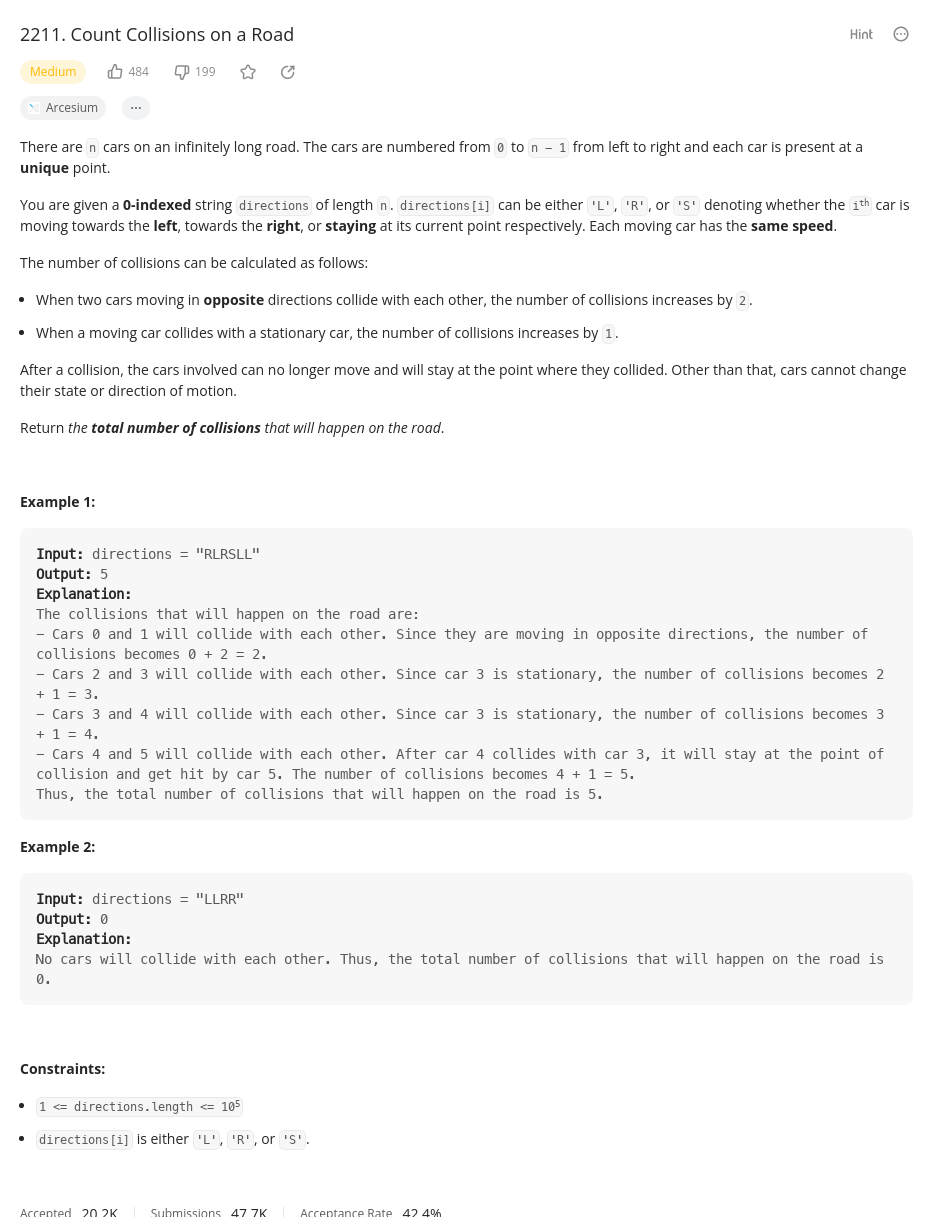 2211. Count Collisions on a Road
Hint
Medium
484
199
Arcesium
...
There are n cars on an infinitely long road. The cars are numbered from 0 to n − 1 from left to right and each car is present at a
unique point.
You are given a 0-indexed string directions of length n. directions[i] can be either 'L', 'R', or 'S' denoting whether the ith car is
moving towards the left, towards the right, or staying at its current point respectively. Each moving car has the same speed.
The number of collisions can be calculated as follows:
• When two cars moving in opposite directions collide with each other, the number of collisions increases by 2.
• When a moving car collides with a stationary car, the number of collisions increases by 1.
After a collision, the cars involved can no longer move and will stay at the point where they collided. Other than that, cars cannot change
their state or direction of motion.
Return the total number of collisions that will happen on the road.
Example 1:
Input: directions = "RLRSLL"
Output: 5
Explanation:
The collisions that will happen on the road are:
− Cars 0 and 1 will collide with each other. Since they are moving in opposite directions, the number of
collisions becomes 0 + 2 = 2.
− Cars 2 and 3 will collide with each other. Since car 3 is stationary, the number of collisions becomes 2
+ 1 = 3.
− Cars 3 and 4 will collide with each other. Since car 3 is stationary, the number of collisions becomes 3
+ 1 = 4.
− Cars 4 and 5 will collide with each other. After car 4 collides with car 3, it will stay at the point of
collision and get hit by car 5. The number of collisions becomes 4 + 1 = 5.
Thus, the total number of collisions that will happen on the road is 5.
Example 2:
Input: directions = "LLRR"
Output: 0
Explanation:
No cars will collide with each other. Thus, the total number of collisions that will happen on the road is
0.
Constraints:
• 1 <= directions.length <= 10⁵
• directions[i] is either 'L', 'R', or 'S'.
Accepted 20.2K Submissions 47.7K Acceptance Rate 42.4%